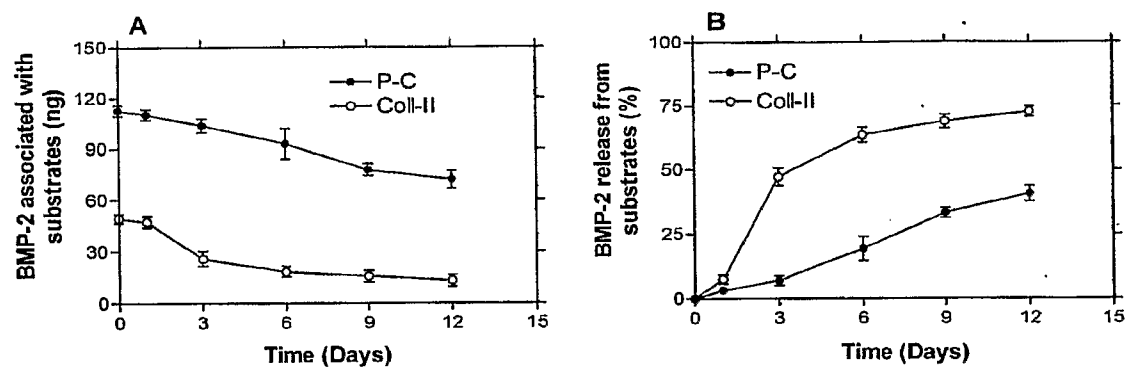 A
BMP-2 associated with
substrates (ng)
150
120
90
60
30
0
P-C
Coll-II
0 3 6 9 12 15
Time (Days)
B
BMP-2 release from
substrates (%)
100
75
50
25
0
P-C
Coll-II
0 3 6 9 12 15
Time (Days)